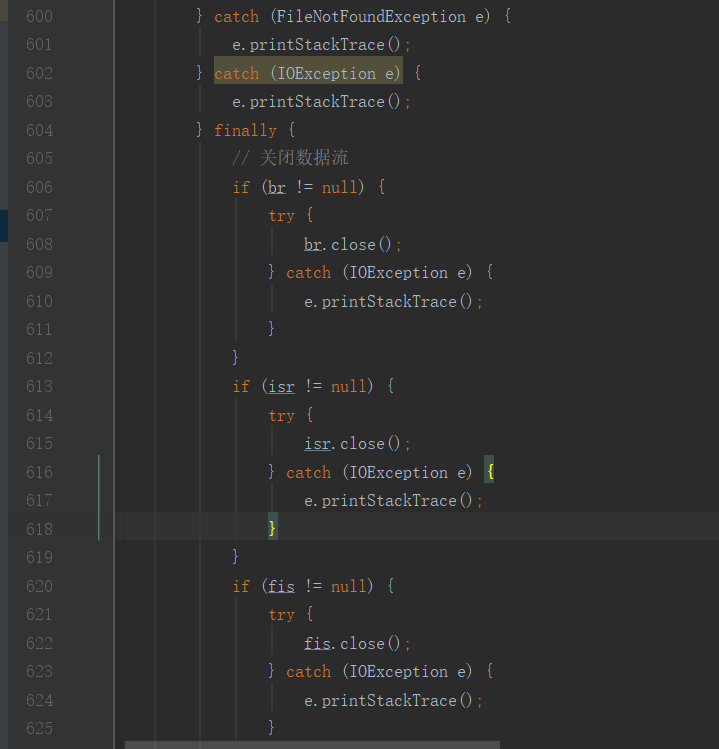 600 } catch (FileNotFoundException e) {
601 e.printStackTrace();
602 } catch (IOException e) {
603 e.printStackTrace();
604 } finally {
605 // 关闭数据流
606 if (br != null) {
607 try {
608 br.close();
609 } catch (IOException e) {
610 e.printStackTrace();
611 }
612 }
613 if (isr != null) {
614 try {
615 isr.close();
616 } catch (IOException e) {
617 e.printStackTrace();
618 }
619 }
620 if (fis != null) {
621 try {
622 fis.close();
623 } catch (IOException e) {
624 e.printStackTrace();
625 }